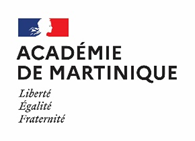 ACADÉMIE
DE MARTINIQUE
Liberté
Égalité
Fraternité